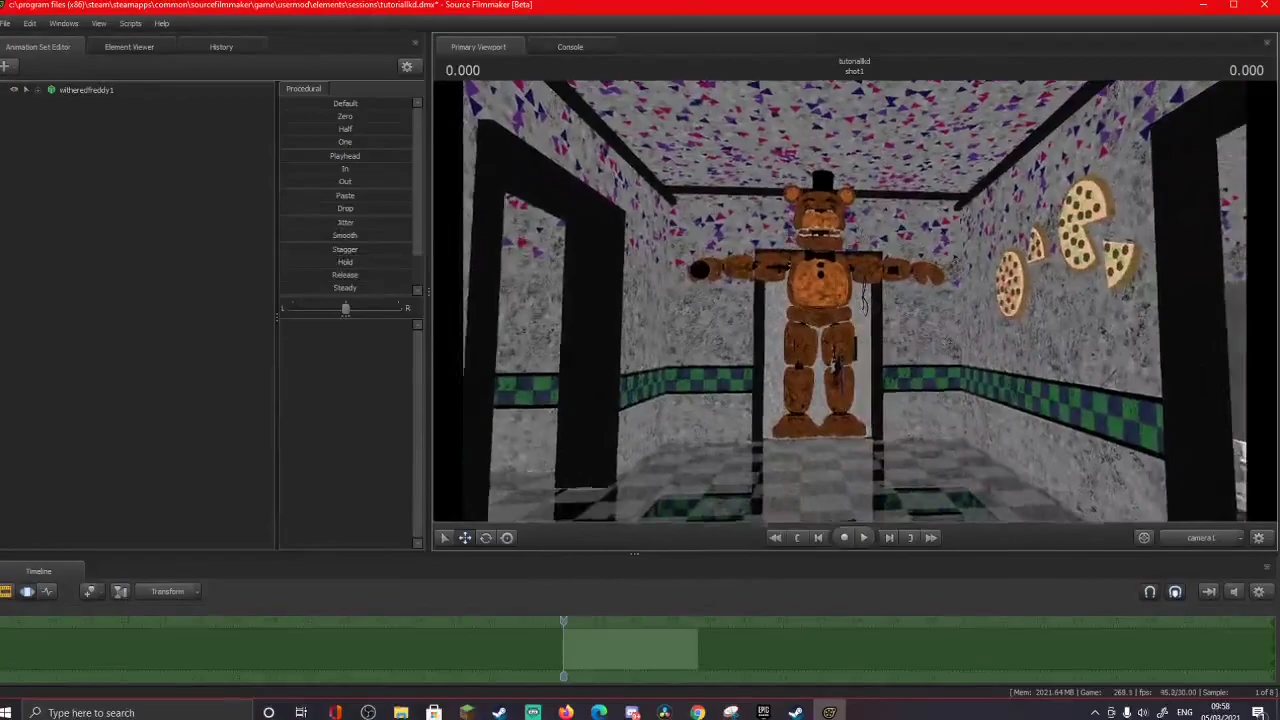 c:\program files (x86)\steam\steamapps\common\sourcefilmmaker\game\usermod\elements\sessions\tutorialkd.dmx* - Source Filmmaker [Beta]
File Edit Windows View Scripts Help
Animation Set Editor Element Viewer History
Primary Viewport Console
0.000 tutorialkd 0.000
shot1
witheredfreddy1
Procedural
Default
Zero
Half
One
Playhead
In
Out
Paste
Drop
Jitter
Smooth
Stagger
Hold
Release
Steady
L R
camera1
Timeline
Transform
Type here to search
09:58